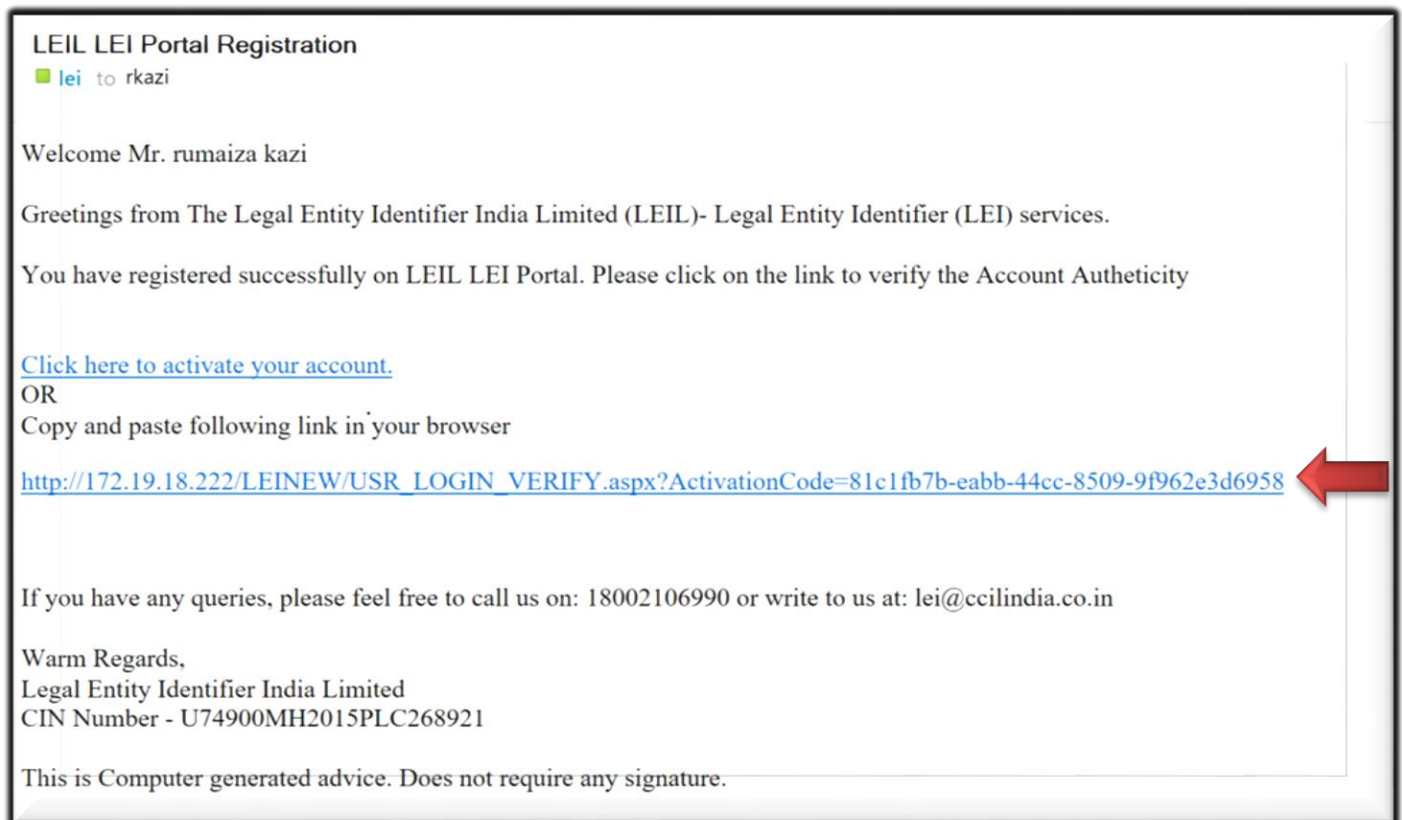 LEIL LEI Portal Registration
lei to rkazi
Welcome Mr. rumaiza kazi
Greetings from The Legal Entity Identifier India Limited (LEIL)- Legal Entity Identifier (LEI) services.
You have registered successfully on LEIL LEI Portal. Please click on the link to verify the Account Autheticity
Click here to activate your account.
OR
Copy and paste following link in your browser
http://172.19.18.222/LEINEW/USR_LOGIN_VERIFY.aspx?ActivationCode=81c1fb7b-eabb-44cc-8509-9f962e3d6958
If you have any queries, please feel free to call us on: 18002106990 or write to us at: lei@ccilindia.co.in
Warm Regards,
Legal Entity Identifier India Limited
CIN Number - U74900MH2015PLC268921
This is Computer generated advice. Does not require any signature.